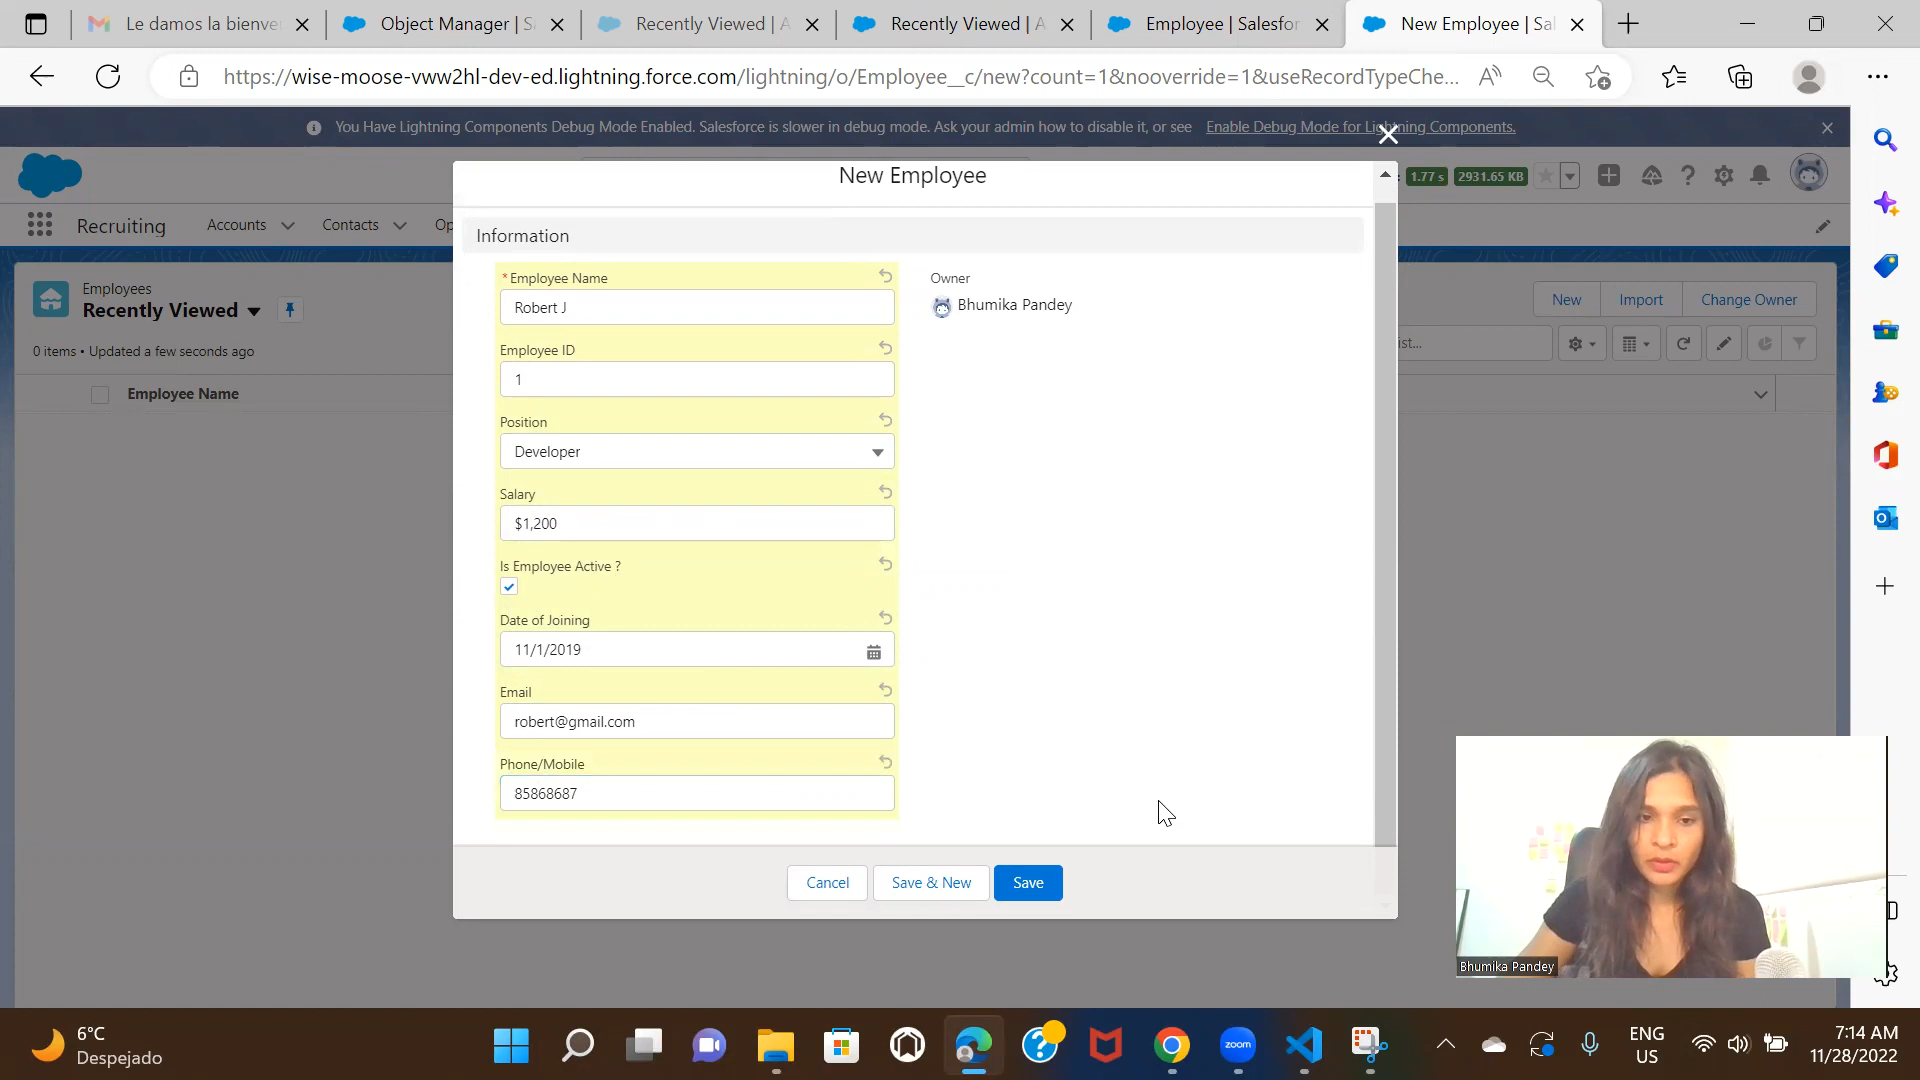 Le damos la bienve
Object Manager | S
Recently Viewed | A
Recently Viewed | A
Employee | Salesfor
New Employee | Sal
https://wise-moose-vww2hl-dev-ed.lightning.force.com/lightning/o/Employee__c/new?count=1&nooverride=1&useRecordTypeChe...
You Have Lightning Components Debug Mode Enabled. Salesforce is slower in debug mode. Ask your admin how to disable it, or see Enable Debug Mode for Lightning Components.
1.77 s 2931.65 KB
Recruiting Accounts Contacts Op
New Employee
Information
Employees
Recently Viewed
0 items • Updated a few seconds ago
Employee Name
New Import Change Owner
ist...
* Employee Name
Robert J
Owner
Bhumika Pandey
Employee ID
1
Position
Developer
Salary
$1,200
Is Employee Active ?
Date of Joining
11/1/2019
Email
robert@gmail.com
Phone/Mobile
85868687
Cancel Save & New Save
Bhumika Pandey
6°C
Despejado
zoom
ENG
US
7:14 AM
11/28/2022